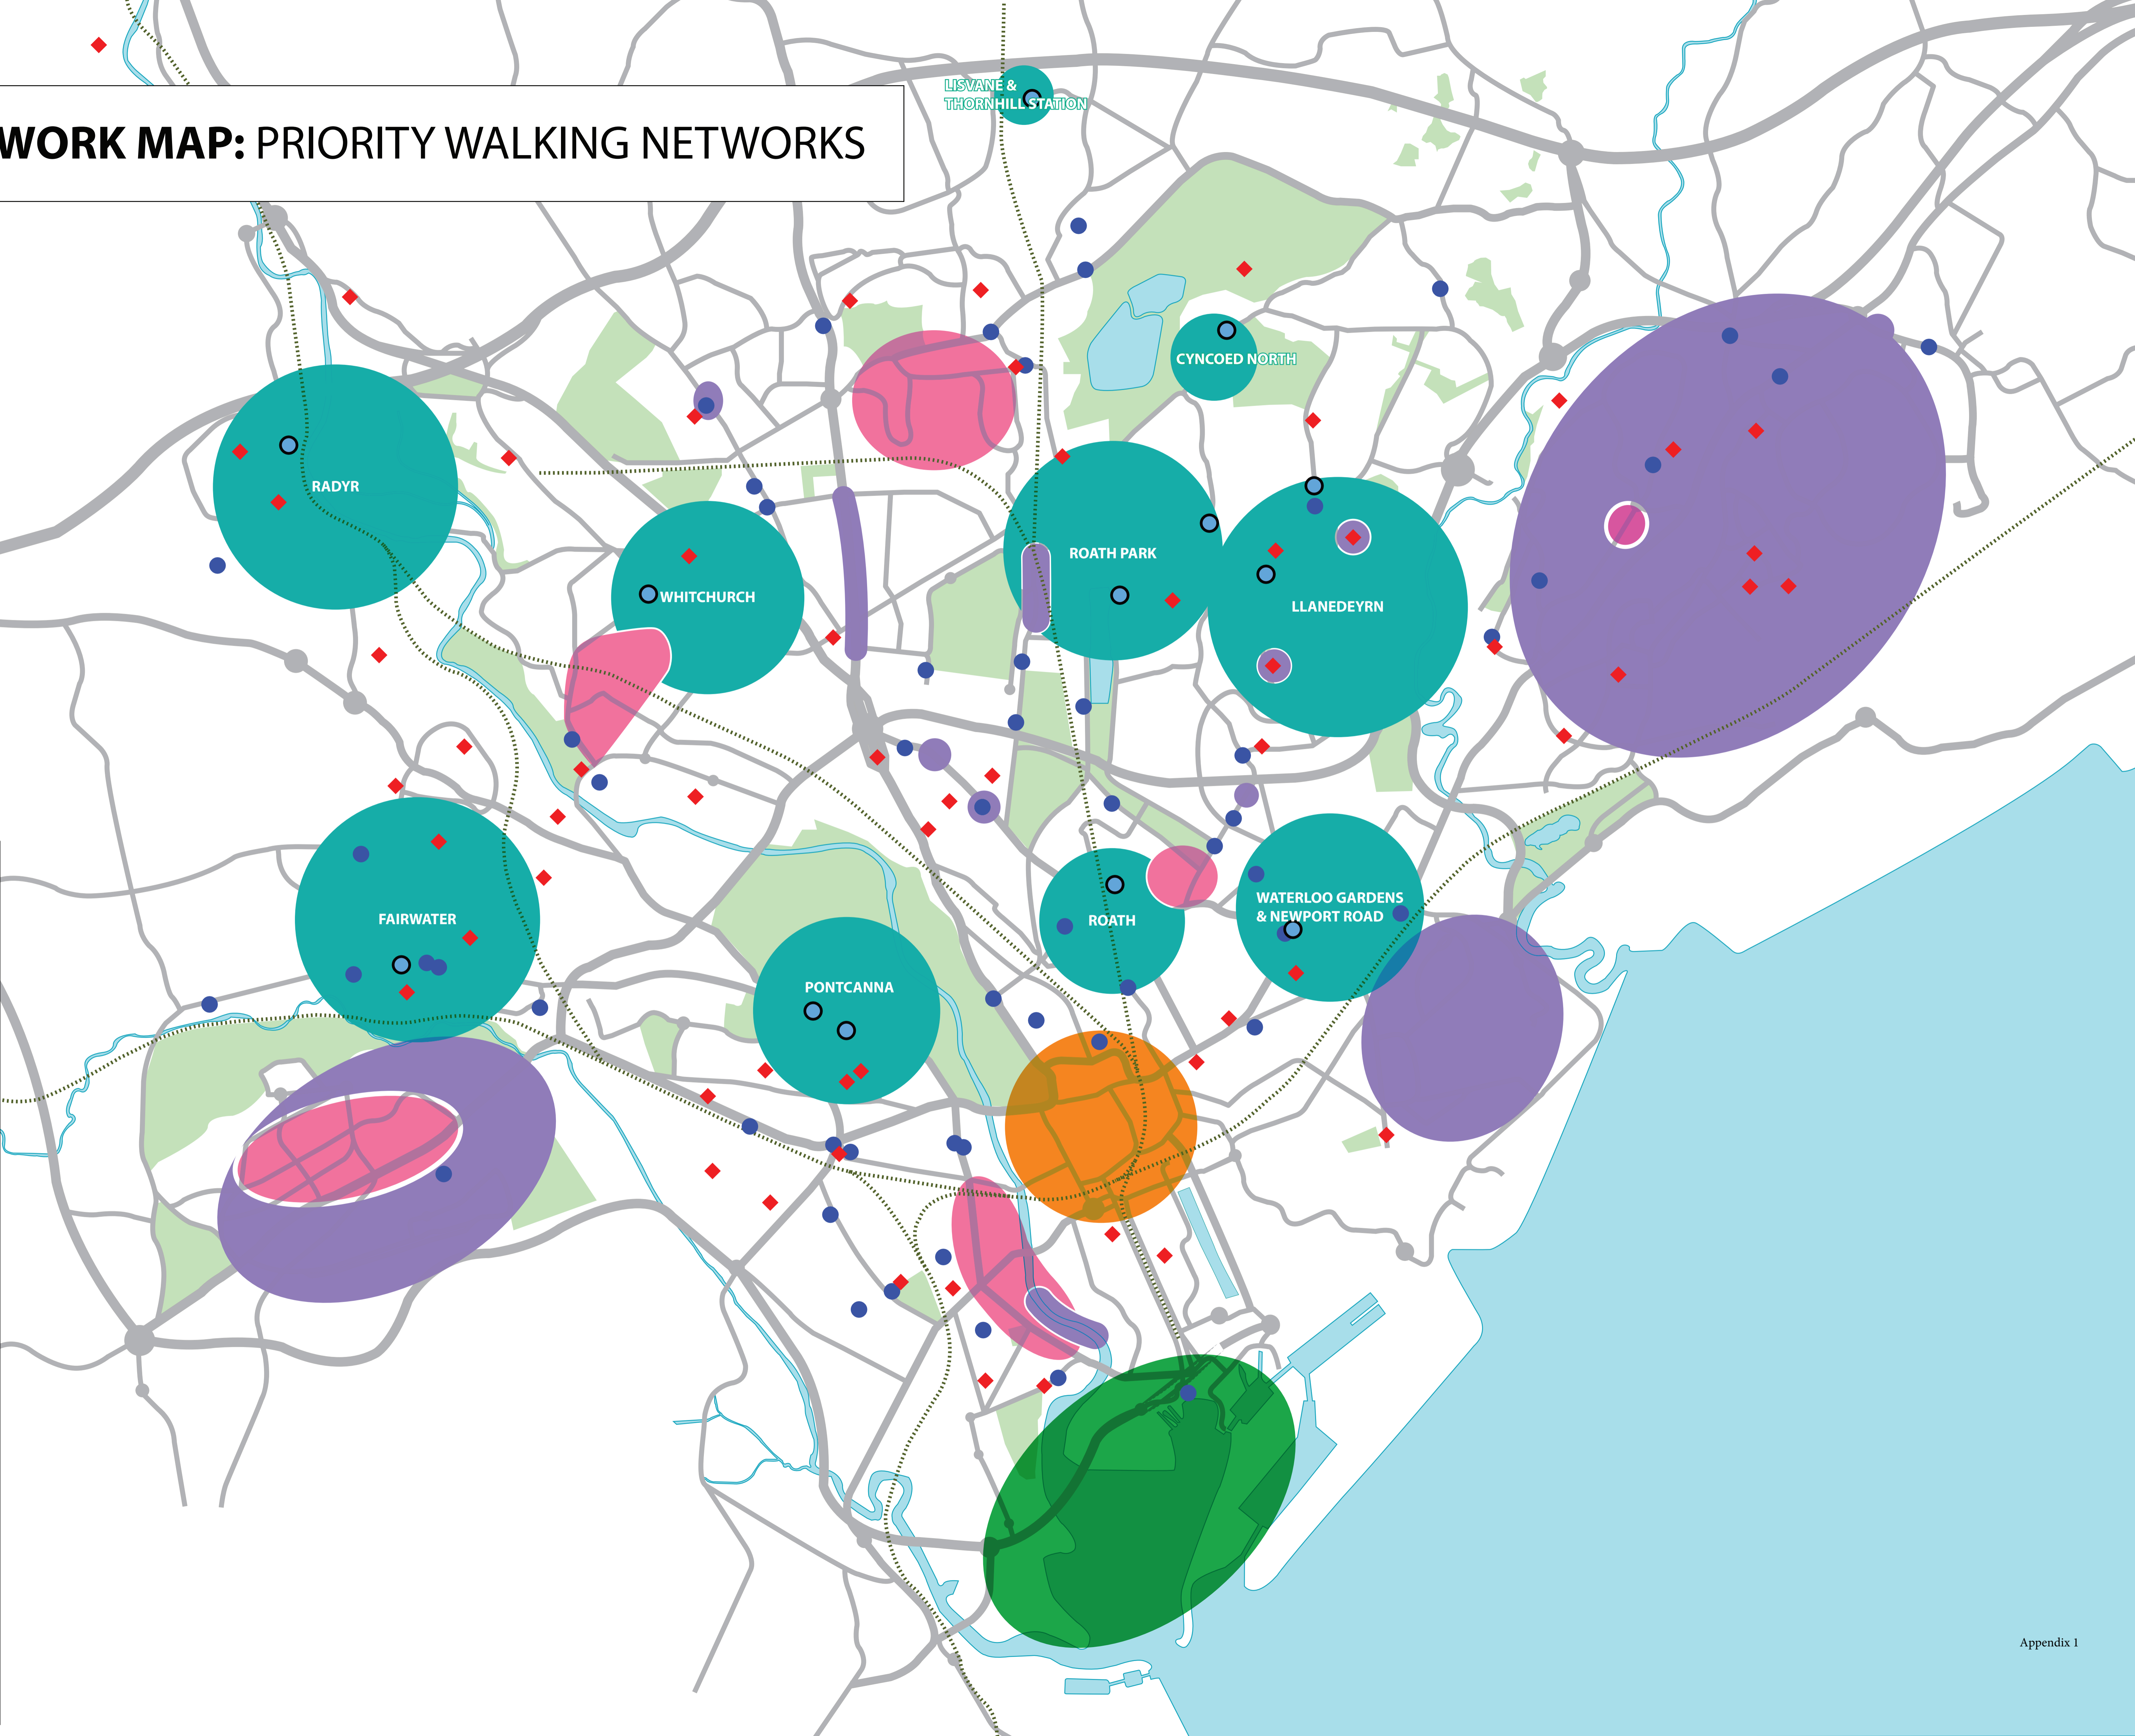 LISVANE &
THORNHILL STATION
WORK MAP: PRIORITY WALKING NETWORKS
CYNCOED NORTH
RADYR
ROATH PARK
WHITCHURCH
LLANEDEYRN
FAIRWATER
WATERLOO GARDENS
& NEWPORT ROAD
ROATH
PONTCANNA
Appendix 1